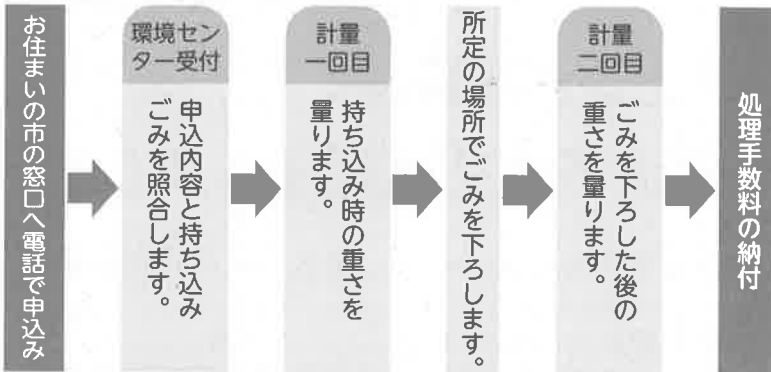 お住まいの市の窓口へ電話で申込み
環境セン
ター受付
申込内容と持ち込み
ごみを照合します。
計量
一回目
持ち込み時の重さを
量ります。
所定の場所でごみを下ろします。
計量
二回目
ごみを下ろした後の
重さを量ります。
処理手数料の納付